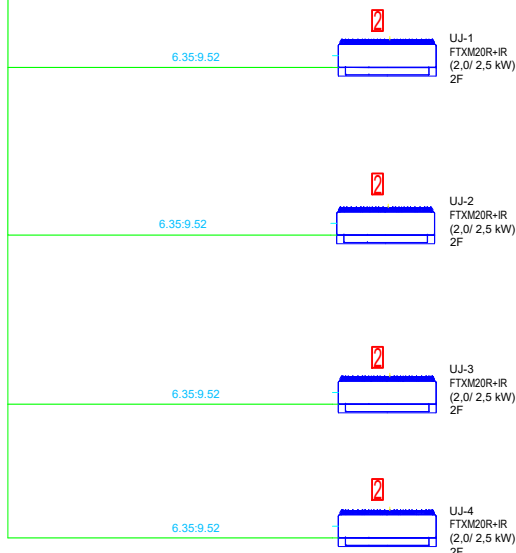 2
UJ-1
FTXM20R+IR
(2,0/ 2,5 kW)
2F
6.35:9.52
2
UJ-2
FTXM20R+IR
(2,0/ 2,5 kW)
2F
6.35:9.52
2
UJ-3
FTXM20R+IR
(2,0/ 2,5 kW)
2F
6.35:9.52
2
UJ-4
FTXM20R+IR
(2,0/ 2,5 kW)
2F
6.35:9.52